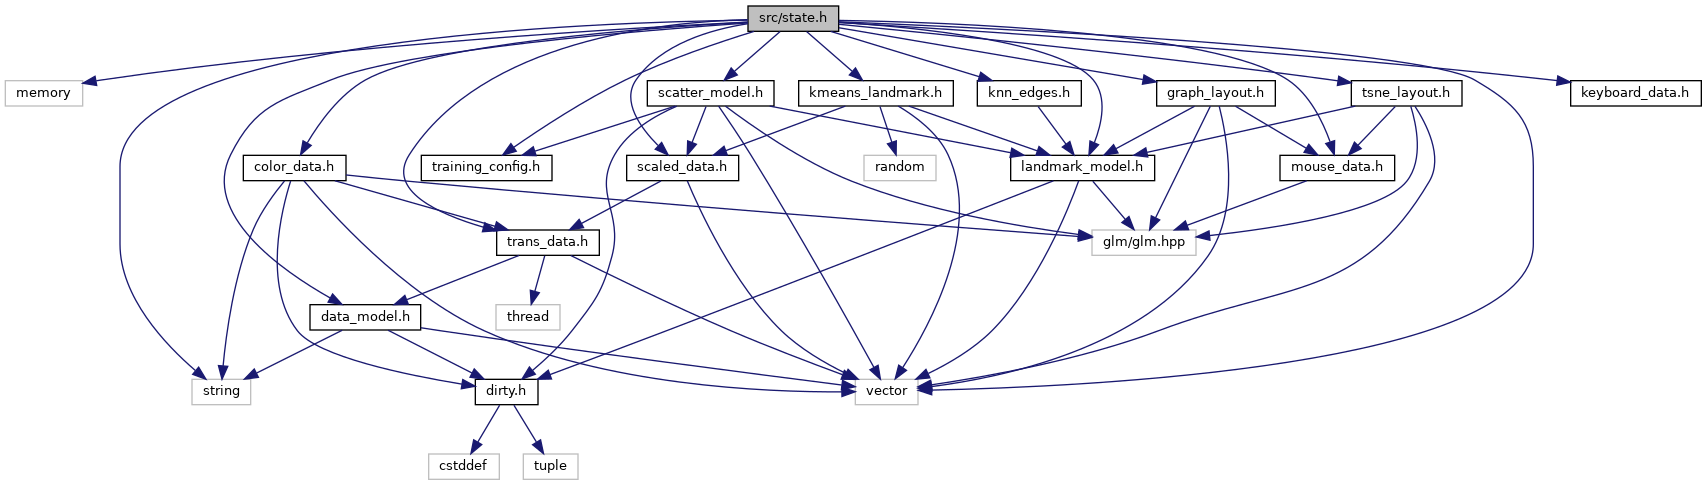 src/state.h
memory
scatter_model.h
kmeans_landmark.h
knn_edges.h
graph_layout.h
tsne_layout.h
keyboard_data.h
color_data.h
training_config.h
scaled_data.h
random
landmark_model.h
mouse_data.h
trans_data.h
glm/glm.hpp
data_model.h
thread
string
dirty.h
vector
cstddef
tuple